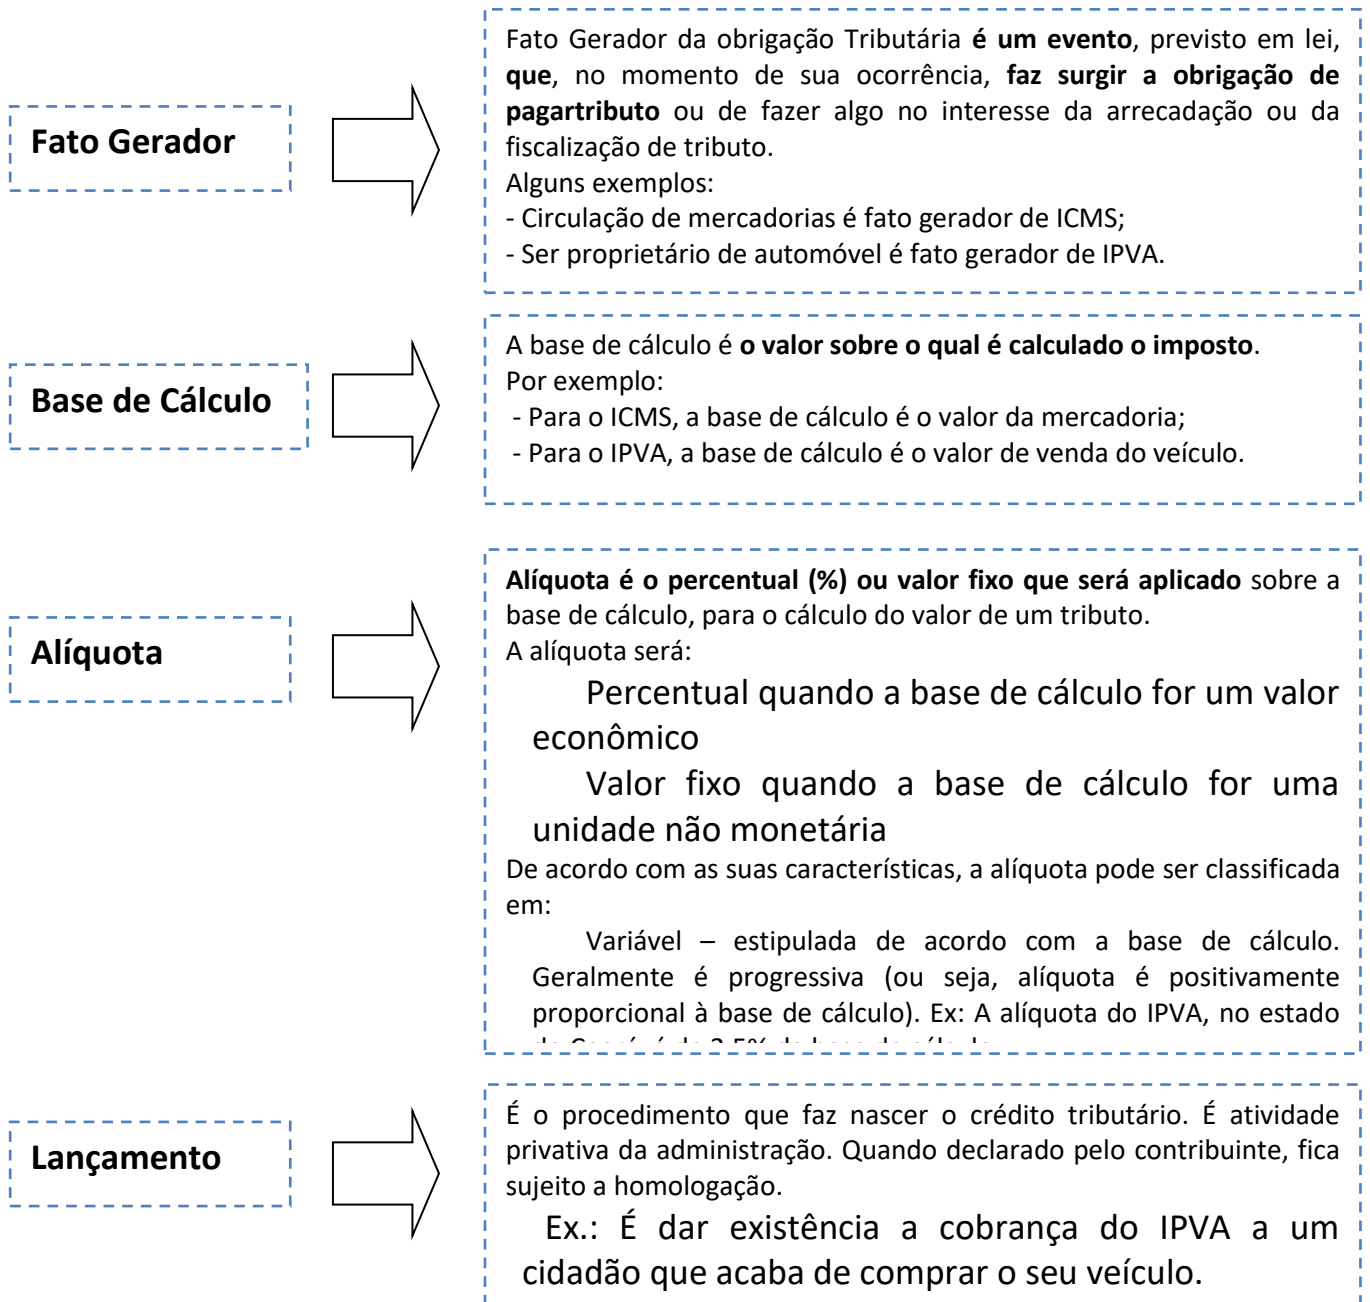 Fato Gerador
Fato Gerador da obrigação Tributária é um evento, previsto em lei,
que, no momento de sua ocorrência, faz surgir a obrigação de
pagartributo ou de fazer algo no interesse da arrecadação ou da
fiscalização de tributo.
Alguns exemplos:
- Circulação de mercadorias é fato gerador de ICMS;
- Ser proprietário de automóvel é fato gerador de IPVA.
Base de Cálculo
A base de cálculo é o valor sobre o qual é calculado o imposto.
Por exemplo:
- Para o ICMS, a base de cálculo é o valor da mercadoria;
- Para o IPVA, a base de cálculo é o valor de venda do veículo.
Alíquota
Alíquota é o percentual (%) ou valor fixo que será aplicado sobre a
base de cálculo, para o cálculo do valor de um tributo.
A alíquota será:
Percentual quando a base de cálculo for um valor
econômico
Valor fixo quando a base de cálculo for uma
unidade não monetária
De acordo com as suas características, a alíquota pode ser classificada
em:
Variável – estipulada de acordo com a base de cálculo.
Geralmente é progressiva (ou seja, alíquota é positivamente
proporcional à base de cálculo). Ex: A alíquota do IPVA, no estado
Lançamento
É o procedimento que faz nascer o crédito tributário. É atividade
privativa da administração. Quando declarado pelo contribuinte, fica
sujeito a homologação.
Ex.: É dar existência a cobrança do IPVA a um
cidadão que acaba de comprar o seu veículo.